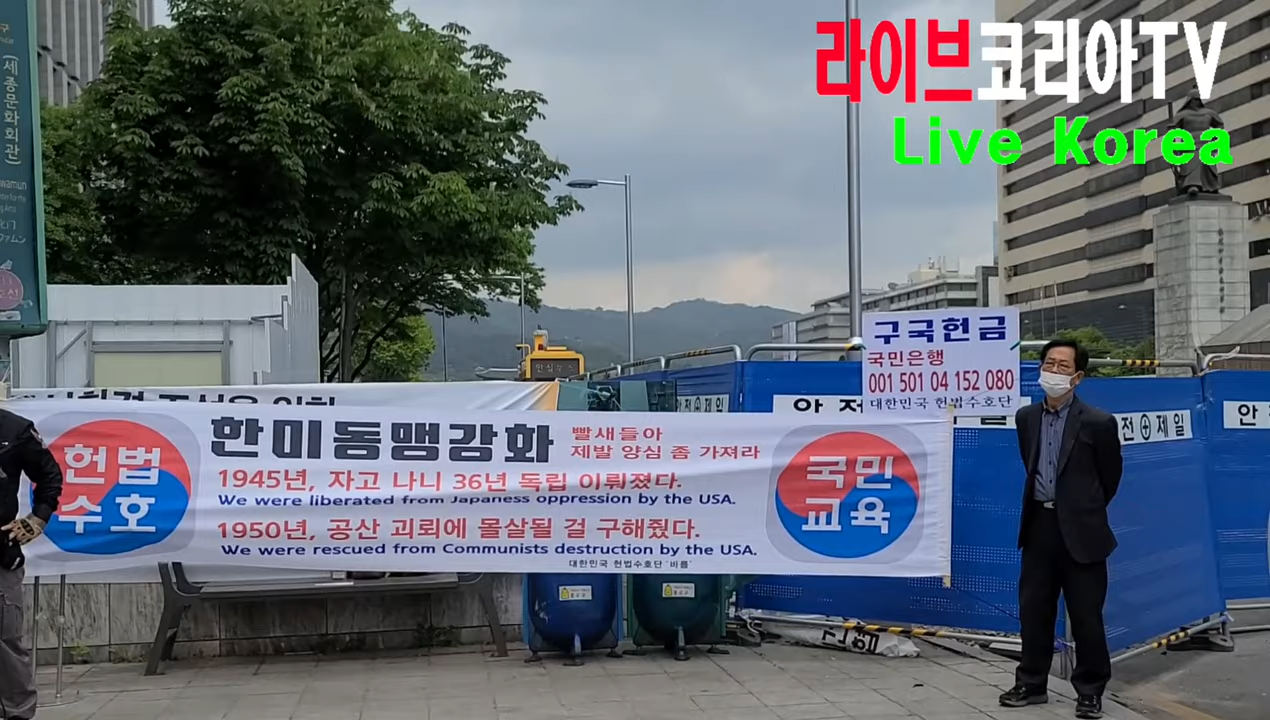 라이브코리아TV
Live Korea
(세종문화회관)
구국헌금
국민은행
001 501 04 152 080
대한민국 헌법수호단
안전제일
안전
전 제일
안
헌법
수호
한미동맹강화
빨새들아
제발 양심 좀 가져라
1945년, 자고 나니 36년 독립 이뤄졌다.
We were liberated from Japaness oppression by the USA.
1950년, 공산 괴뢰에 몰살될 걸 구해줬다.
We were rescued from Communists destruction by the USA.
대한민국 헌법수호단 '바름'
국민
교육